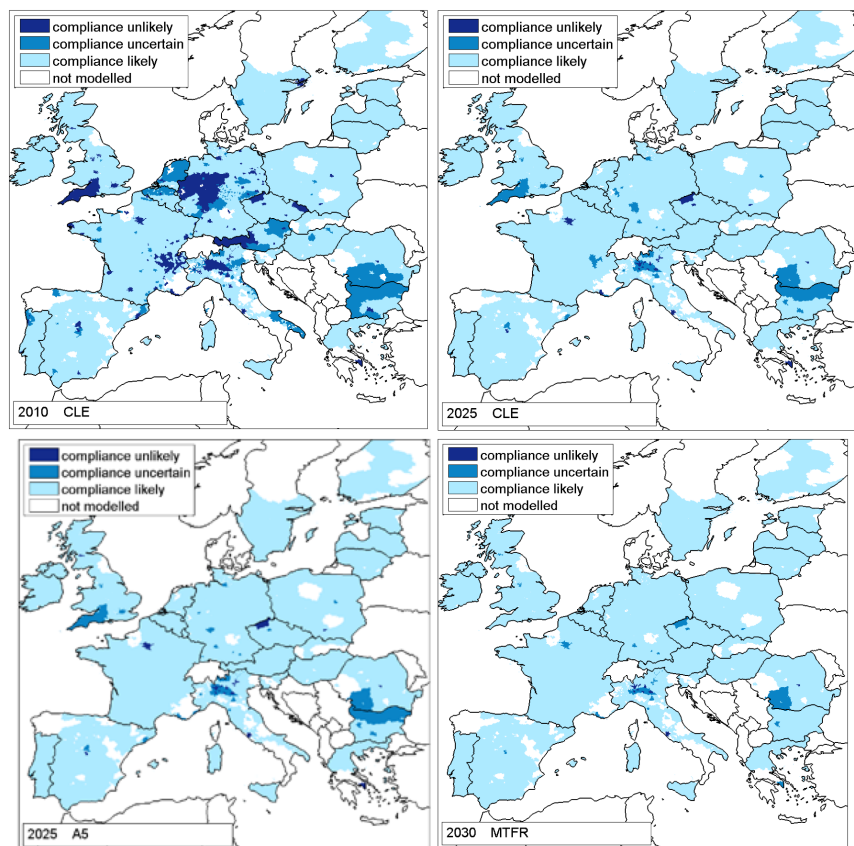 compliance unlikely
compliance uncertain
compliance likely
not modelled
2010 CLE
compliance unlikely
compliance uncertain
compliance likely
not modelled
2025 CLE
compliance unlikely
compliance uncertain
compliance likely
not modelled
2025 A5
compliance unlikely
compliance uncertain
compliance likely
not modelled
2030 MTFR